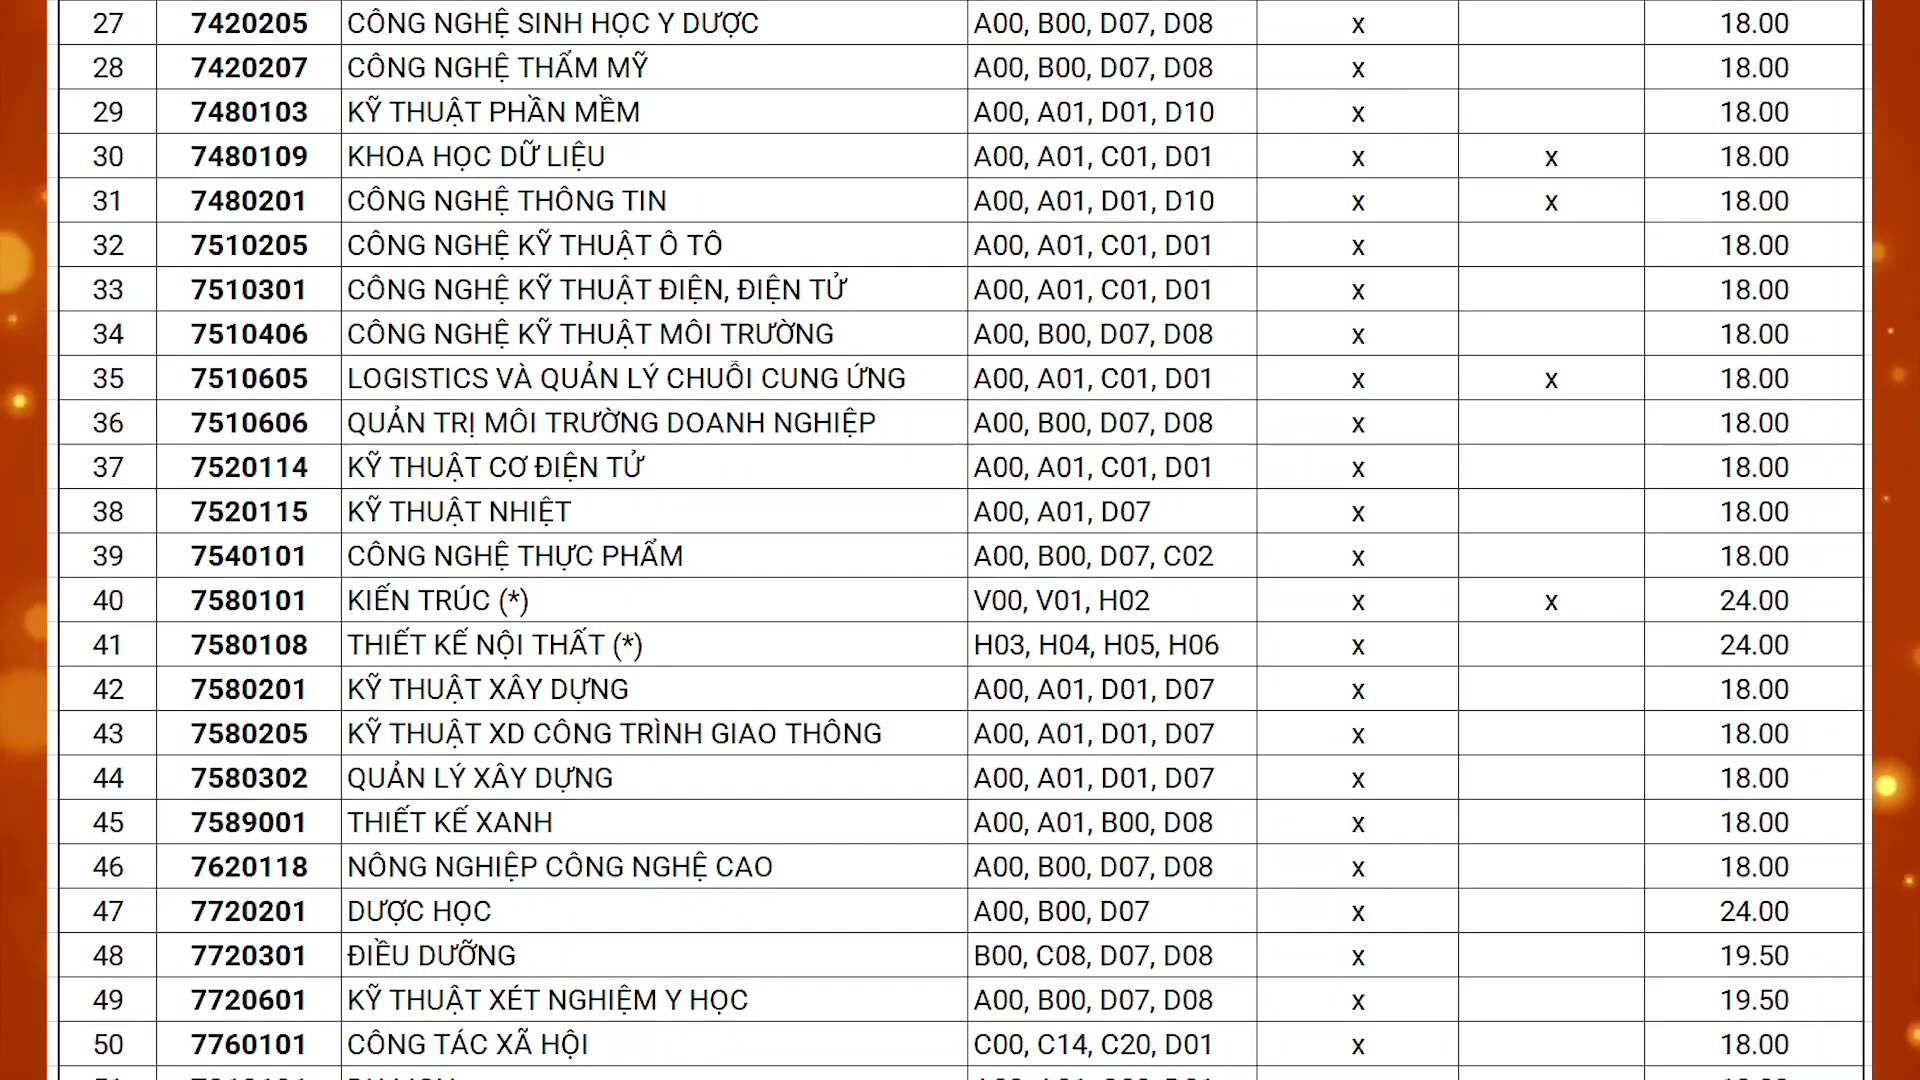 27 7420205 CÔNG NGHỆ SINH HỌC Y DƯỢC A00, B00, D07, D08 x 18.00
28 7420207 CÔNG NGHỆ THẨM MỸ A00, B00, D07, D08 x 18.00
29 7480103 KỸ THUẬT PHẦN MỀM A00, A01, D01, D10 x 18.00
30 7480109 KHOA HỌC DỮ LIỆU A00, A01, C01, D01 x x 18.00
31 7480201 CÔNG NGHỆ THÔNG TIN A00, A01, D01, D10 x x 18.00
32 7510205 CÔNG NGHỆ KỸ THUẬT Ô TÔ A00, A01, C01, D01 x 18.00
33 7510301 CÔNG NGHỆ KỸ THUẬT ĐIỆN, ĐIỆN TỬ A00, A01, C01, D01 x 18.00
34 7510406 CÔNG NGHỆ KỸ THUẬT MÔI TRƯỜNG A00, B00, D07, D08 x 18.00
35 7510605 LOGISTICS VÀ QUẢN LÝ CHUỖI CUNG ỨNG A00, A01, C01, D01 x x 18.00
36 7510606 QUẢN TRỊ MÔI TRƯỜNG DOANH NGHIỆP A00, B00, D07, D08 x 18.00
37 7520114 KỸ THUẬT CƠ ĐIỆN TỬ A00, A01, C01, D01 x 18.00
38 7520115 KỸ THUẬT NHIỆT A00, A01, D07 x 18.00
39 7540101 CÔNG NGHỆ THỰC PHẨM A00, B00, D07, C02 x 18.00
40 7580101 KIẾN TRÚC (*) V00, V01, H02 x x 24.00
41 7580108 THIẾT KẾ NỘI THẤT (*) H03, H04, H05, H06 x 24.00
42 7580201 KỸ THUẬT XÂY DỰNG A00, A01, D01, D07 x 18.00
43 7580205 KỸ THUẬT XD CÔNG TRÌNH GIAO THÔNG A00, A01, D01, D07 x 18.00
44 7580302 QUẢN LÝ XÂY DỰNG A00, A01, D01, D07 x 18.00
45 7589001 THIẾT KẾ XANH A00, A01, B00, D08 x 18.00
46 7620118 NÔNG NGHIỆP CÔNG NGHỆ CAO A00, B00, D07, D08 x 18.00
47 7720201 DƯỢC HỌC A00, B00, D07 x 24.00
48 7720301 ĐIỀU DƯỠNG B00, C08, D07, D08 x 19.50
49 7720601 KỸ THUẬT XÉT NGHIỆM Y HỌC A00, B00, D07, D08 x 19.50
50 7760101 CÔNG TÁC XÃ HỘI C00, C14, C20, D01 x 18.00